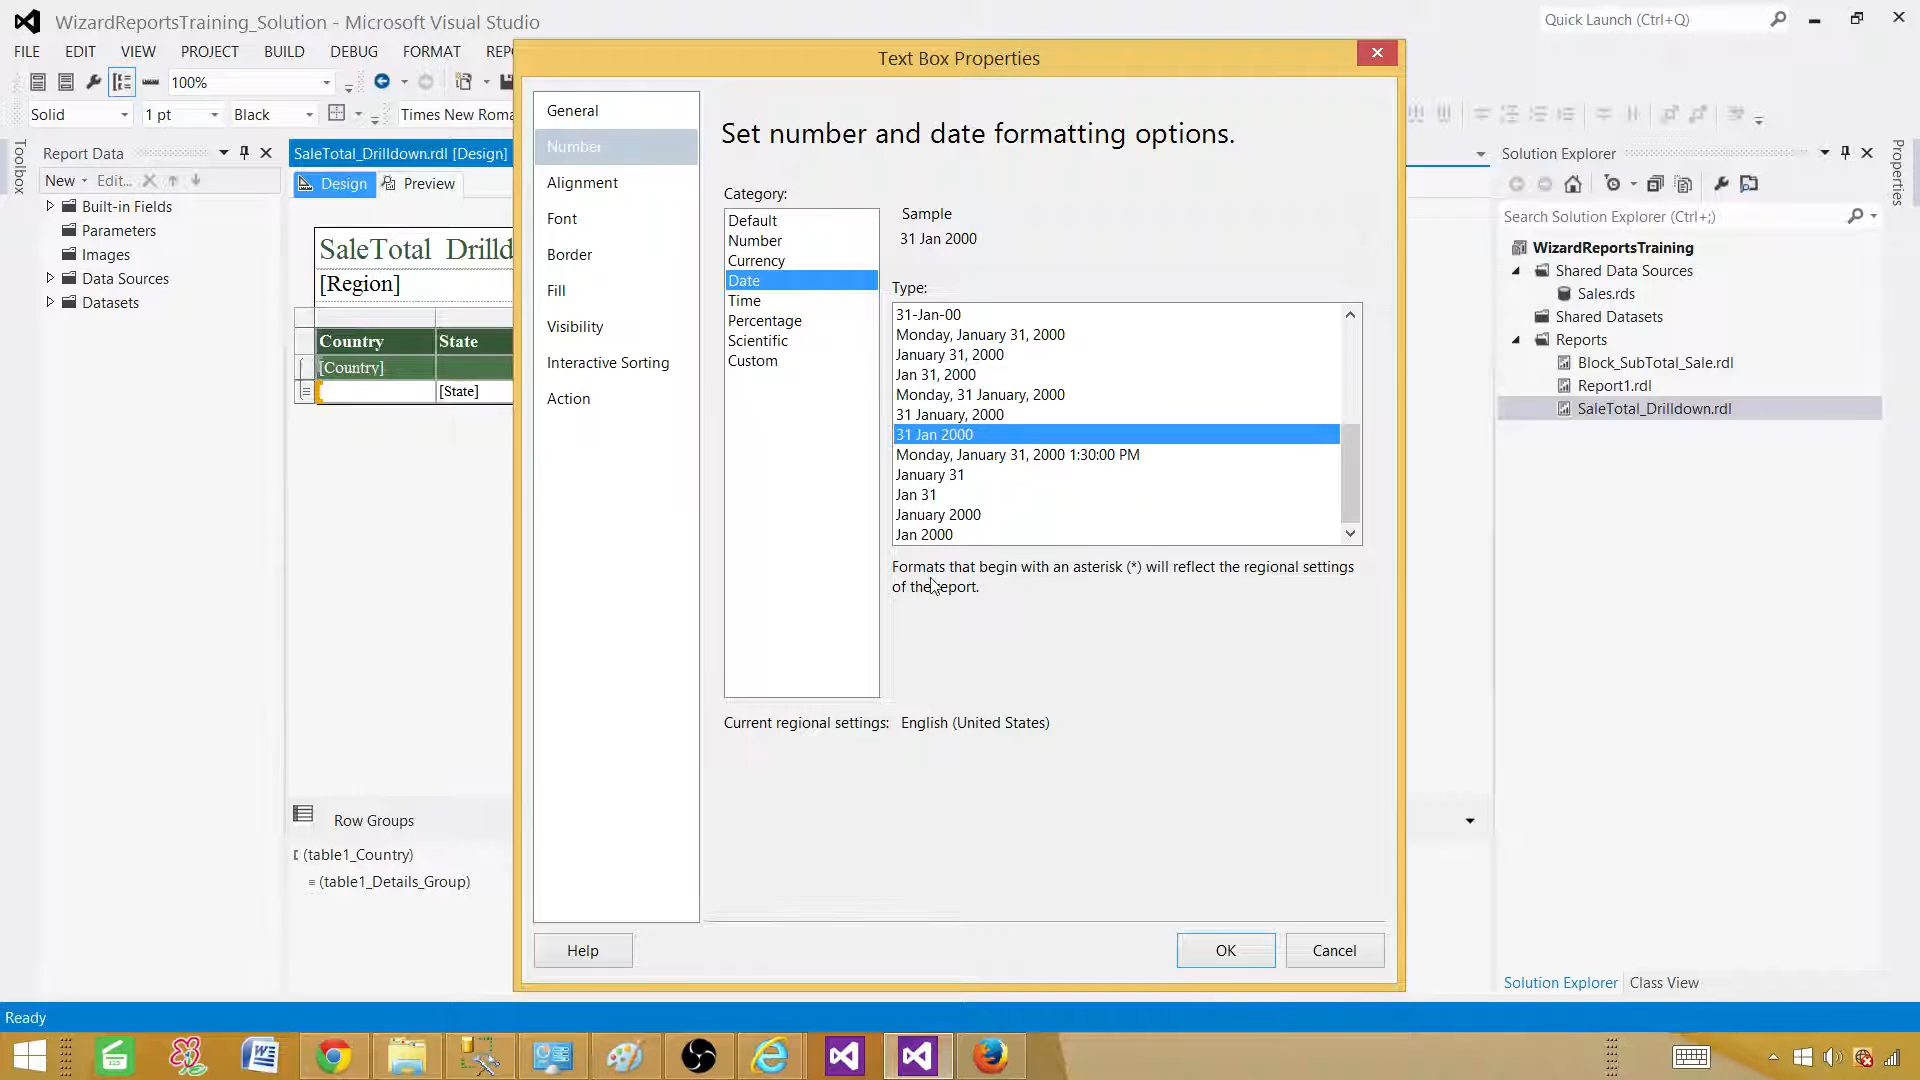 WizardReportsTraining_Solution - Microsoft Visual Studio
Quick Launch (Ctrl+Q)
FILE EDIT VIEW PROJECT BUILD DEBUG FORMAT
Text Box Properties
100%
Solid 1 pt Black Times New Roma
Toolbox
Report Data
New Edit...
Built-in Fields
Parameters
Images
Data Sources
Datasets
SaleTotal_Drilldown.rdl [Design]
Design Preview
SaleTotal_Drilld
[Region]
Country State
[Country]
[State]
Row Groups
(table1_Country)
(table1_Details_Group)
General
Number
Alignment
Font
Border
Fill
Visibility
Interactive Sorting
Action
Set number and date formatting options.
Category:
Default
Number
Currency
Date
Time
Percentage
Scientific
Custom
Sample
31 Jan 2000
Type:
31-Jan-00
Monday, January 31, 2000
January 31, 2000
Jan 31, 2000
Monday, 31 January, 2000
31 January, 2000
31 Jan 2000
Monday, January 31, 2000 1:30:00 PM
January 31
Jan 31
January 2000
Jan 2000
Formats that begin with an asterisk (*) will reflect the regional settings
of the report.
Current regional settings: English (United States)
Help OK Cancel
Solution Explorer
Search Solution Explorer (Ctrl+;)
WizardReportsTraining
Shared Data Sources
Sales.rds
Shared Datasets
Reports
Block_SubTotal_Sale.rdl
Report1.rdl
SaleTotal_Drilldown.rdl
Solution Explorer Class View
Properties
Ready